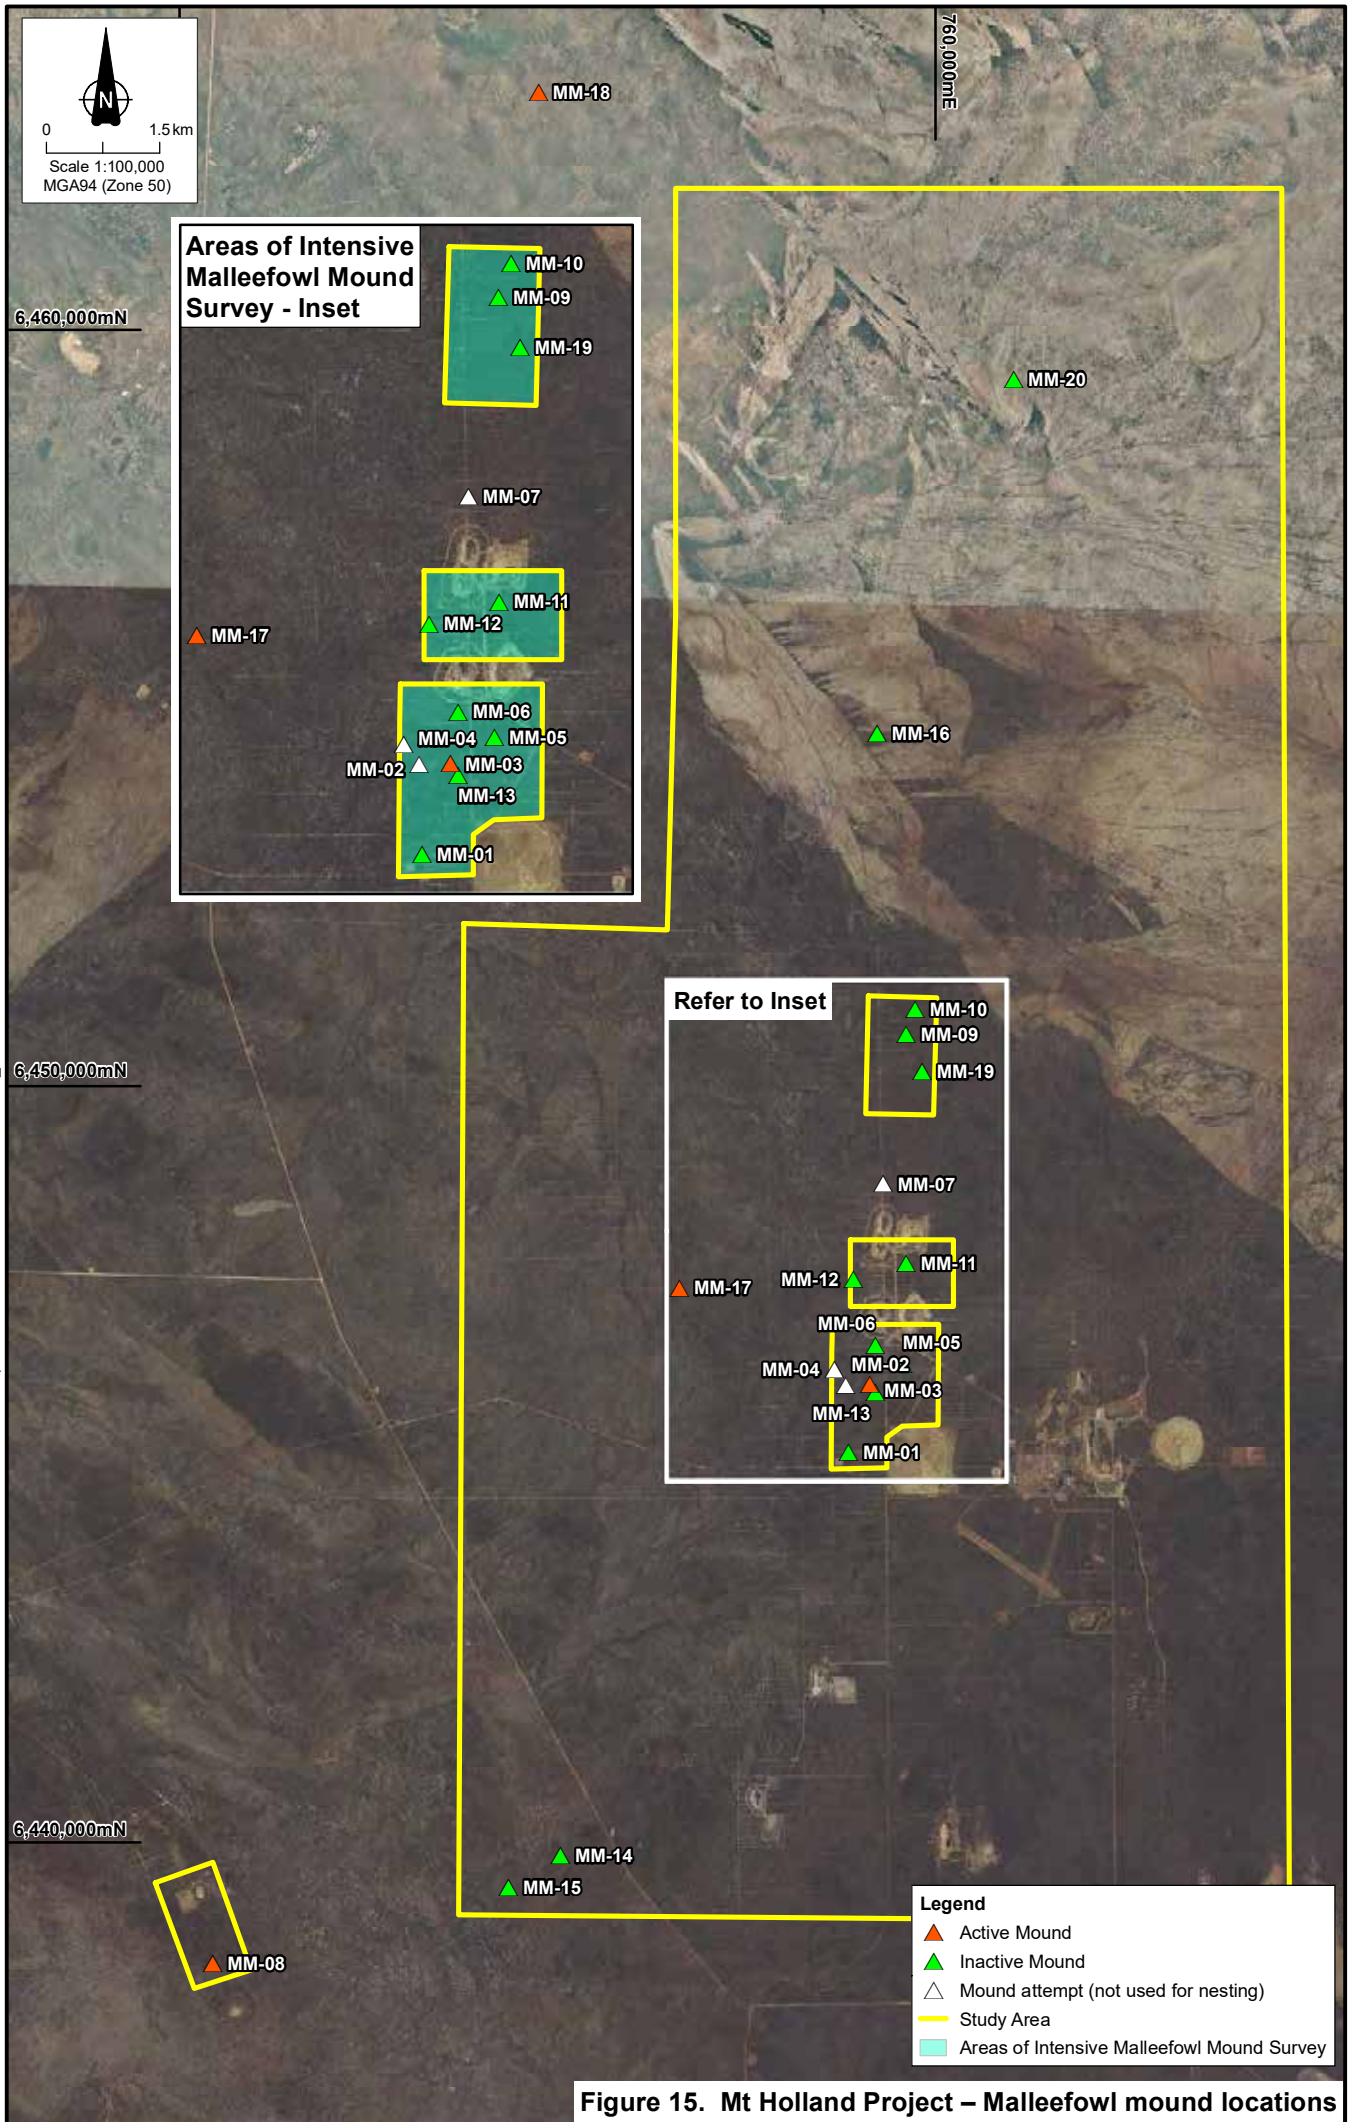 N
0 1.5 km
Scale 1:100,000
MGA94 (Zone 50)
760,000mE
MM-18
Areas of Intensive
Malleefowl Mound
Survey - Inset
MM-10
MM-09
MM-19
MM-07
MM-11
MM-12
MM-17
MM-06
MM-04
MM-05
MM-02
MM-03
MM-13
MM-01
6,460,000mN
MM-20
MM-16
Refer to Inset
MM-10
MM-09
MM-19
6,450,000mN
MM-07
MM-11
MM-12
MM-17
MM-06
MM-05
MM-02
MM-04
MM-03
MM-13
MM-01
6,440,000mN
MM-14
MM-15
MM-08
Legend
Active Mound
Inactive Mound
Mound attempt (not used for nesting)
Study Area
Areas of Intensive Malleefowl Mound Survey
Figure 15. Mt Holland Project – Malleefowl mound locations